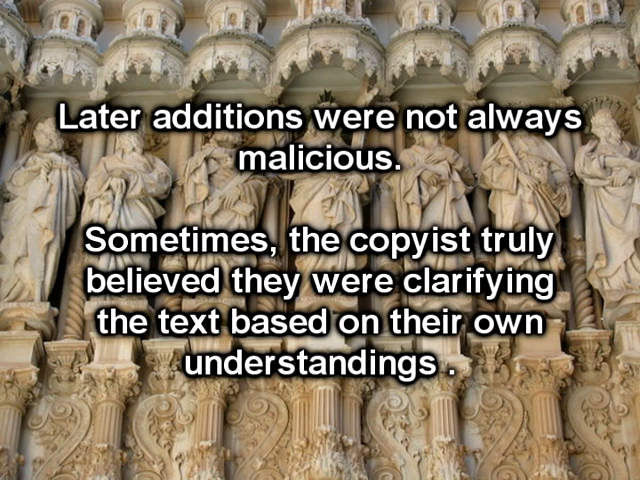 Later additions were not always
malicious.
Sometimes, the copyist truly
believed they were clarifying
the text based on their own
understandings .